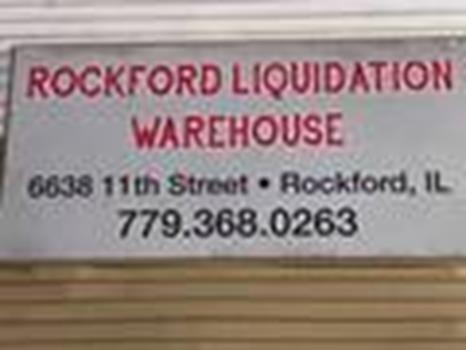 ROCKFORD LIQUIDATION
WAREHOUSE
6638 11th Street • Rockford, IL
779.368.0263